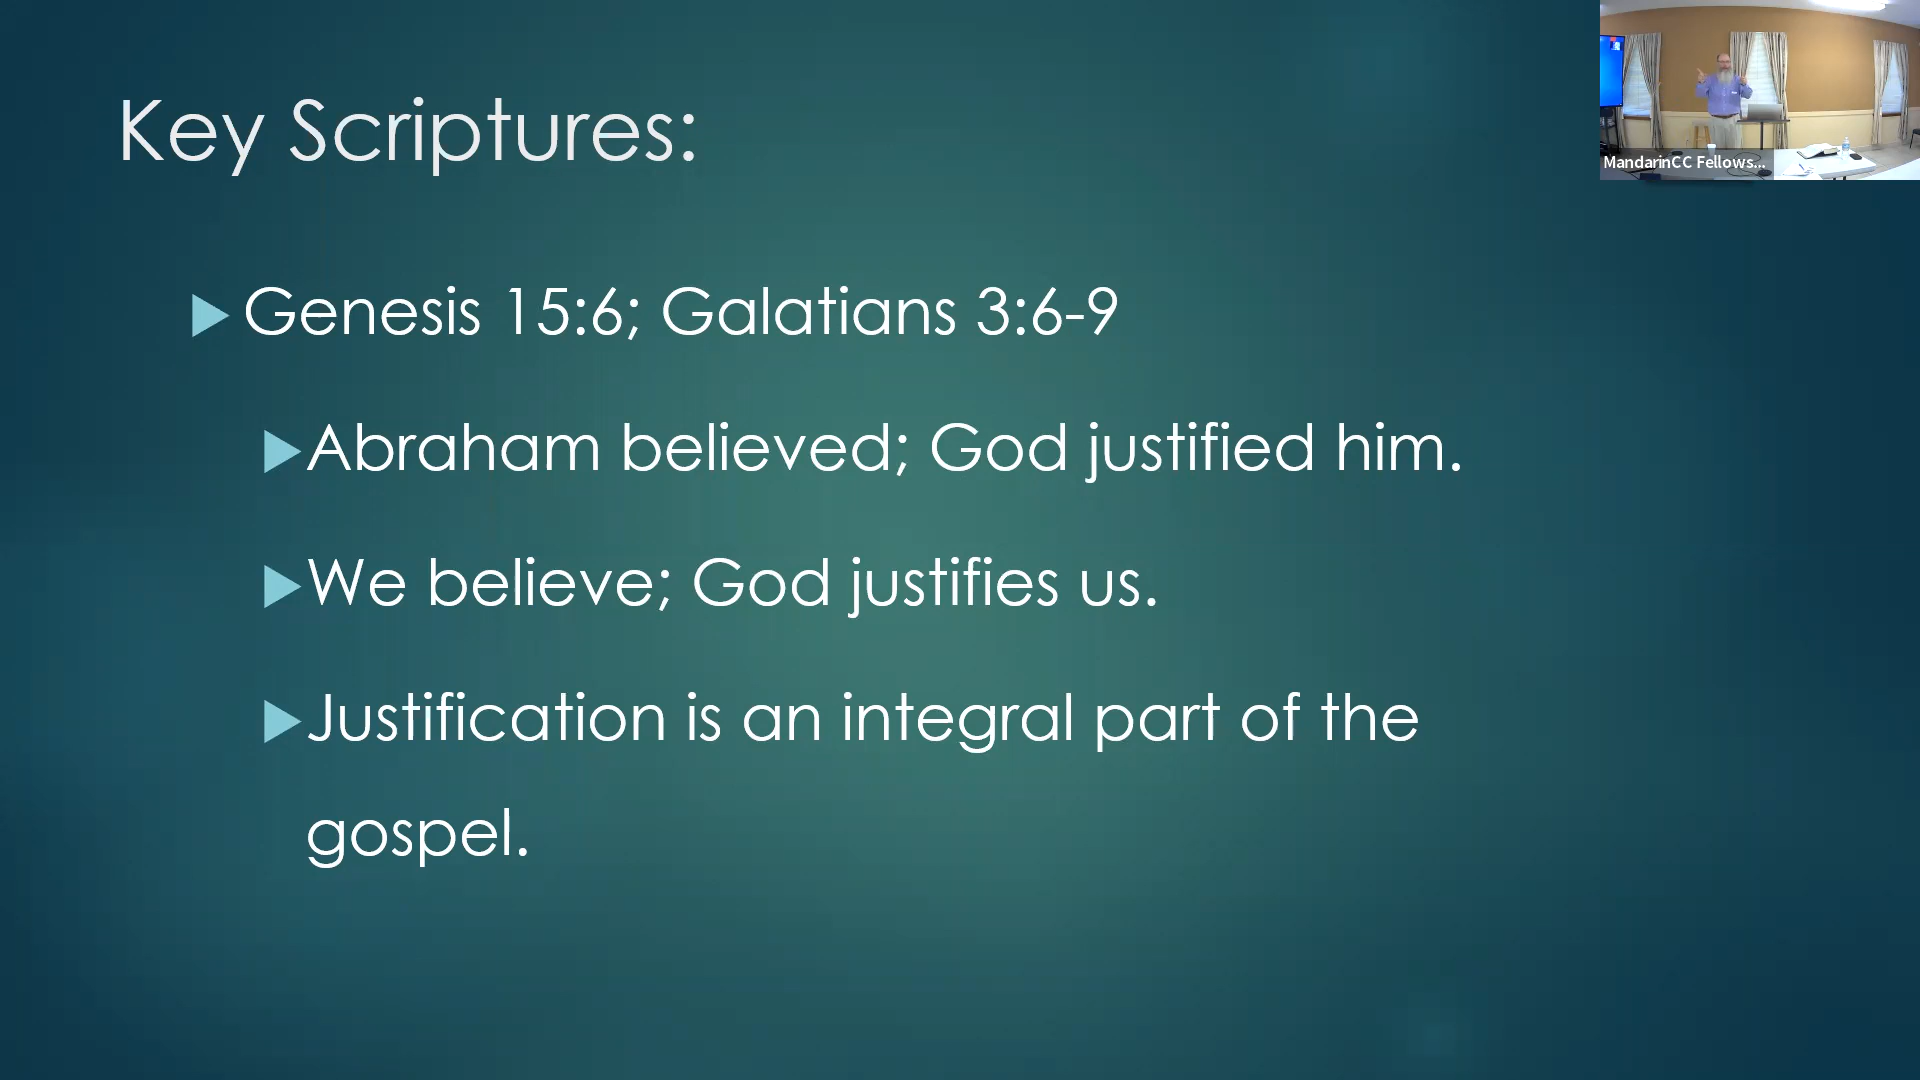 Key Scriptures:
Genesis 15:6; Galatians 3:6-9
Abraham believed; God justified him.
We believe; God justifies us.
Justification is an integral part of the
gospel.
MandarinCC Fellows...